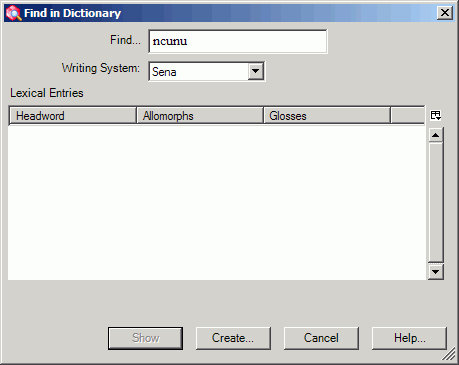 Find in Dictionary
Find... ncunu
Writing System: Sena
Lexical Entries
Headword Allomorphs Glosses
Show Create... Cancel Help...